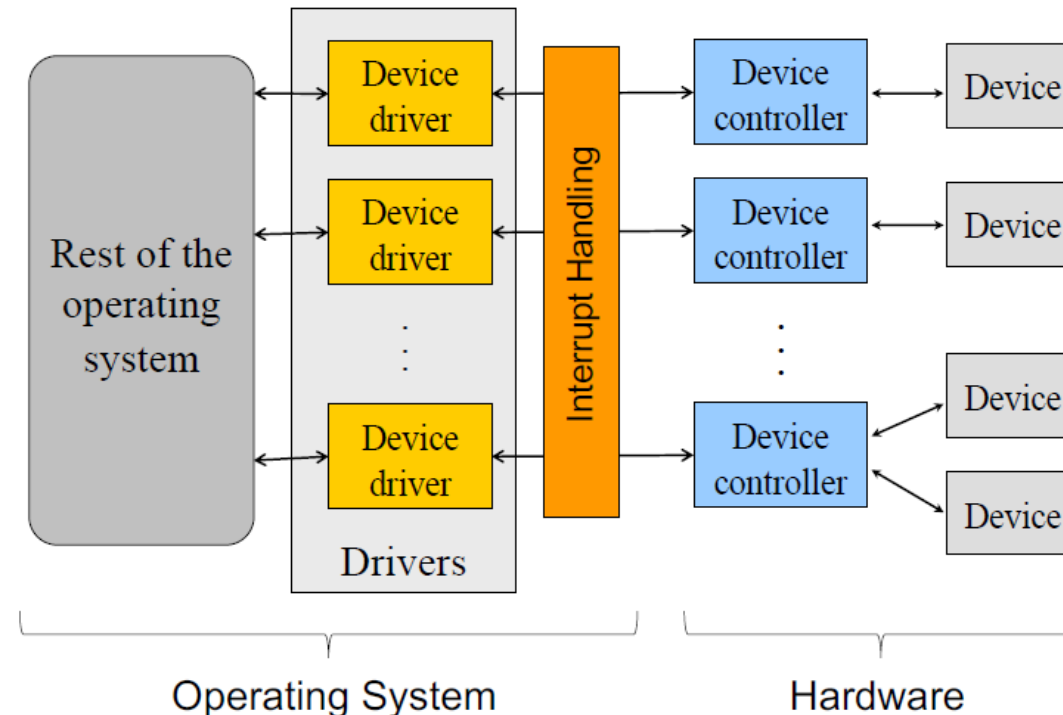 Rest of the
operating
system
Device
driver
Device
driver
Device
driver
Drivers
Interrupt Handling
Device
controller
Device
controller
Device
controller
Device
Device
Device
Device
Operating System
Hardware